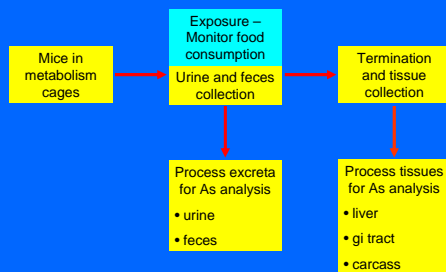 Exposure –
Monitor food
consumption
Mice in
metabolism
cages
Urine and feces
collection
Termination
and tissue
collection
Process excreta
for As analysis
• urine
• feces
Process tissues
for As analysis
• liver
• gi tract
• carcass